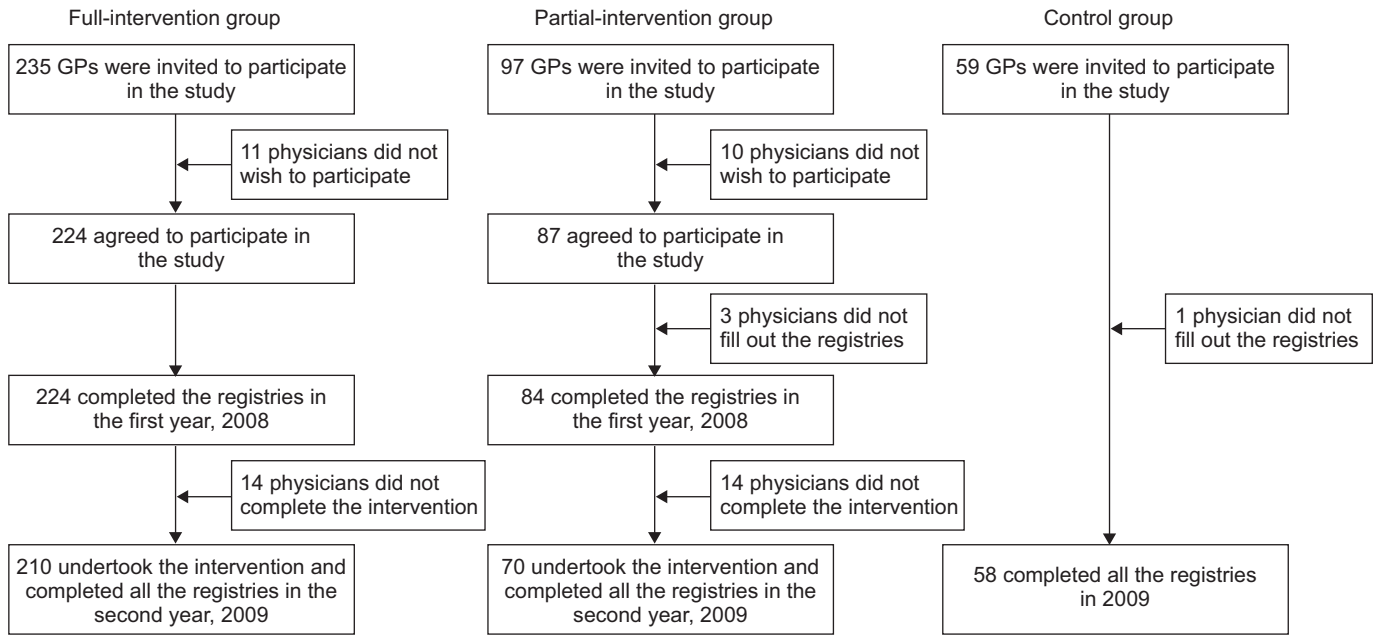 Full-intervention group
235 GPs were invited to participate
in the study
11 physicians did not
wish to participate
224 agreed to participate in
the study
224 completed the registries in
the first year, 2008
14 physicians did not
complete the intervention
210 undertook the intervention and
completed all the registries in the
second year, 2009
Partial-intervention group
97 GPs were invited to participate
in the study
10 physicians did not
wish to participate
87 agreed to participate in
the study
3 physicians did not
fill out the registries
84 completed the registries in
the first year, 2008
14 physicians did not
complete the intervention
70 undertook the intervention and
completed all the registries in the
second year, 2009
Control group
59 GPs were invited to participate
in the study
1 physician did not
fill out the registries
58 completed all the registries
in 2009